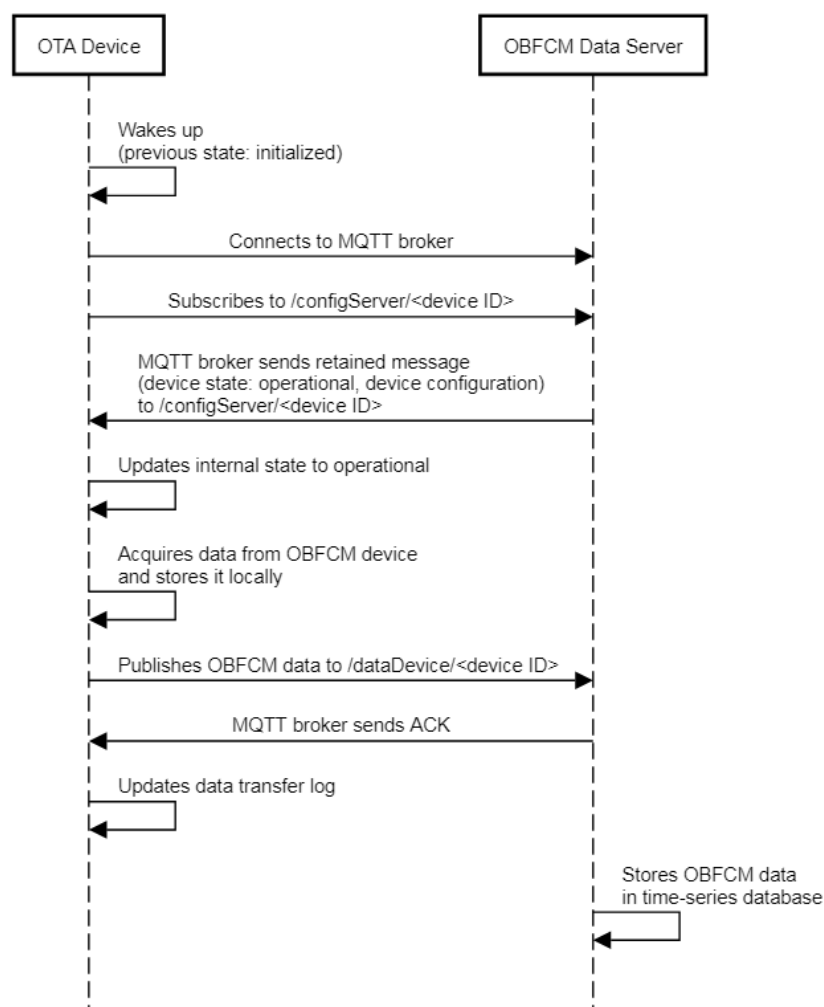 OTA Device
OBFCM Data Server
Wakes up
(previous state: initialized)
Connects to MQTT broker
Subscribes to /configServer/<device ID>
MQTT broker sends retained message
(device state: operational, device configuration)
to /configServer/<device ID>
Updates internal state to operational
Acquires data from OBFCM device
and stores it locally
Publishes OBFCM data to /dataDevice/<device ID>
MQTT broker sends ACK
Updates data transfer log
Stores OBFCM data
in time-series database